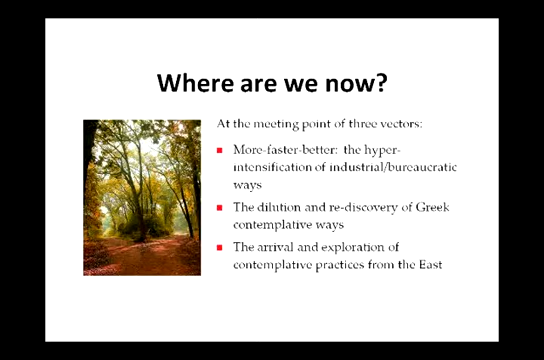 Where are we now?
At the meeting point of three vectors:
More-faster-better: the hyper-
intensification of industrial/bureaucratic
ways
The dilution and re-discovery of Greek
contemplative ways
The arrival and exploration of
contemplative practices from the East